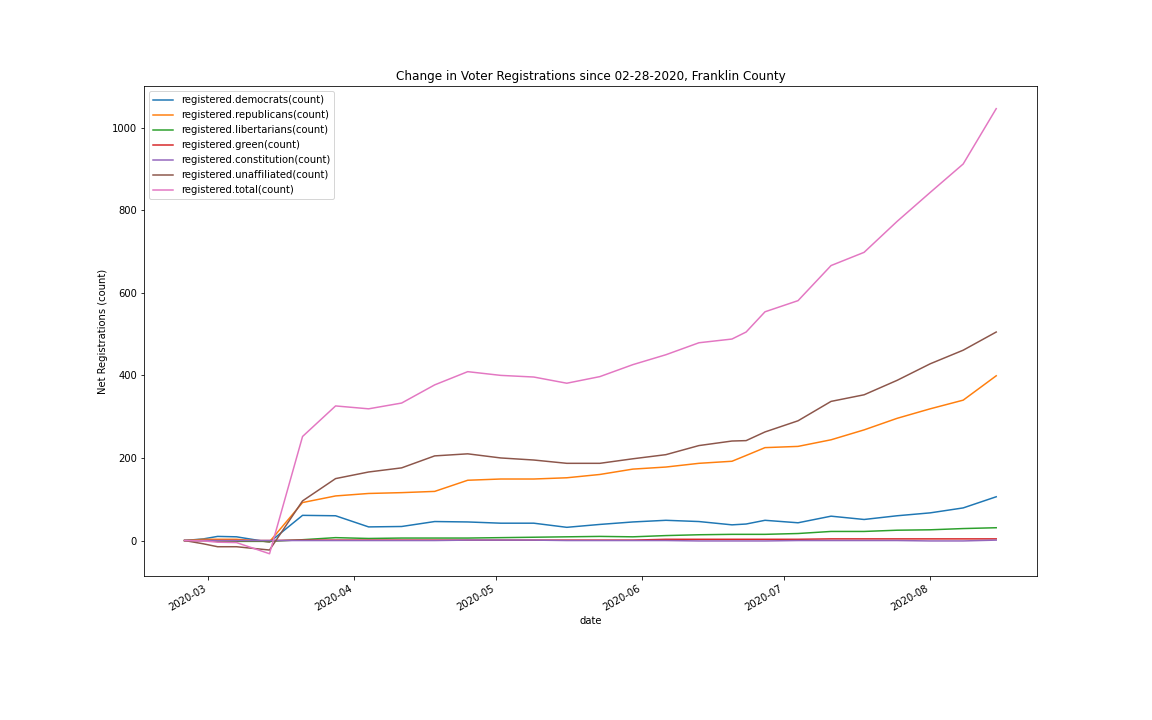 Change in Voter Registrations since 02-28-2020, Franklin County
registered.democrats(count)
registered.republicans(count)
registered.libertarians(count)
registered.green(count)
registered.constitution(count)
registered.unaffiliated(count)
registered.total(count)
Net Registrations (count)
1000
800
600
400
200
0
2020-03
2020-04
2020-05
2020-06
2020-07
2020-08
date